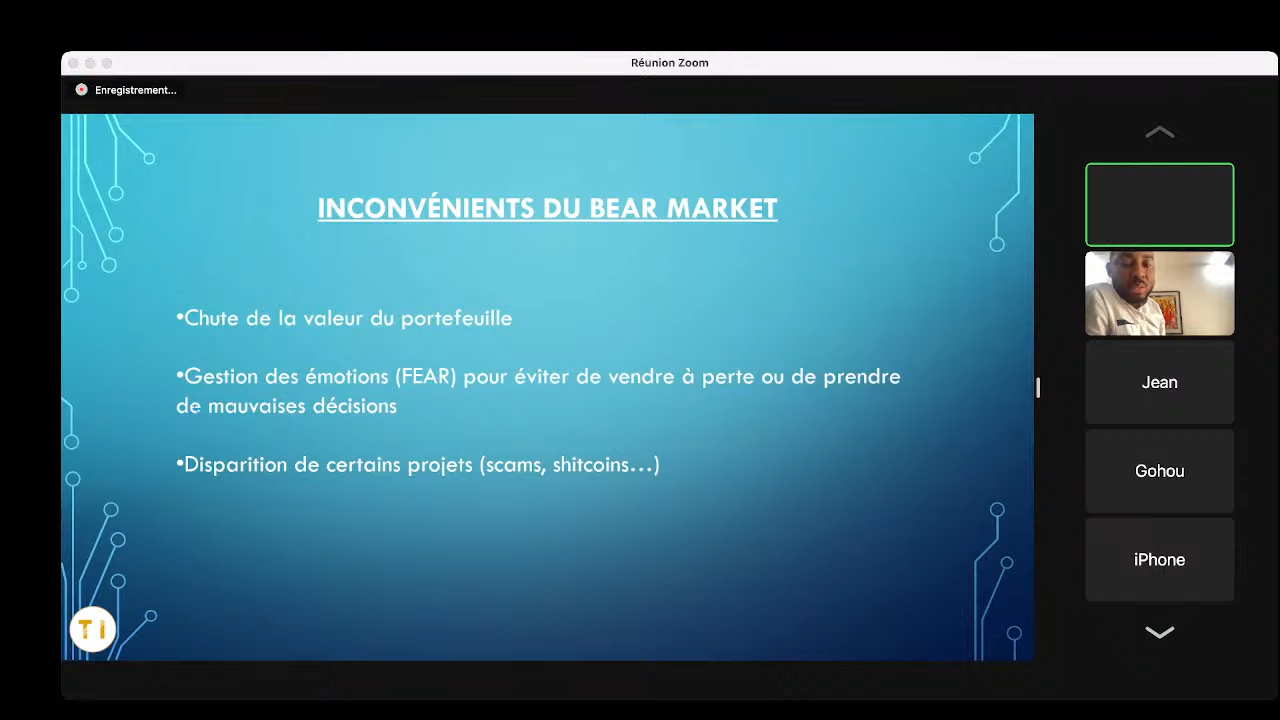 Réunion Zoom
Enregistrement...
INCONVÉNIENTS DU BEAR MARKET
•Chute de la valeur du portefeuille
•Gestion des émotions (FEAR) pour éviter de vendre à perte ou de prendre
de mauvaises décisions
•Disparition de certains projets (scams, shitcoins...)
TI
Jean
Gohou
iPhone